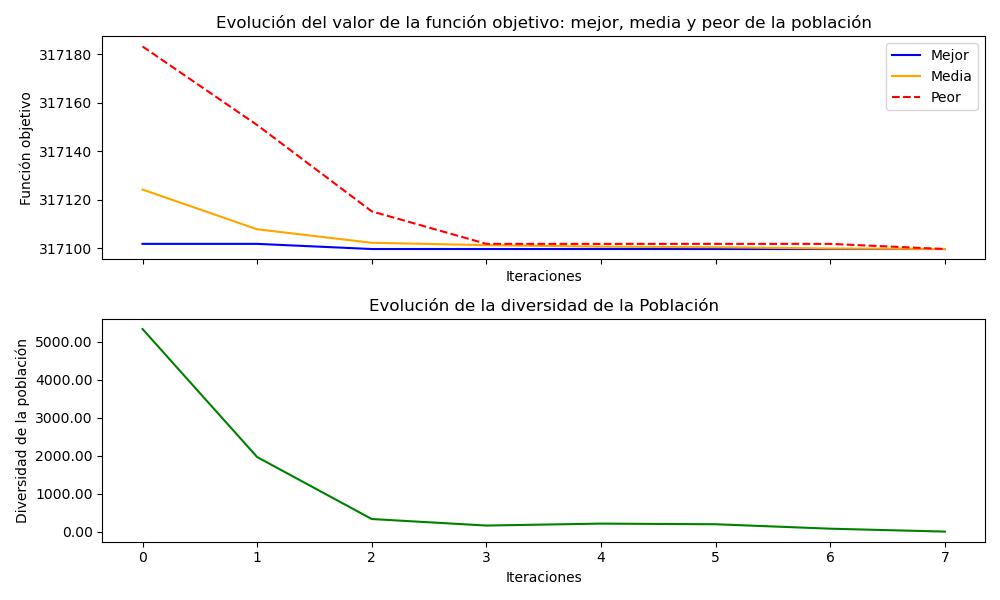 Evolución del valor de la función objetivo: mejor, media y peor de la población
317180
317160
317140
317120
317100
Función objetivo
Mejor
Media
Peor
Iteraciones
Evolución de la diversidad de la Población
5000.00
4000.00
3000.00
2000.00
1000.00
0.00
Diversidad de la población
0 1 2 3 4 5 6 7
Iteraciones